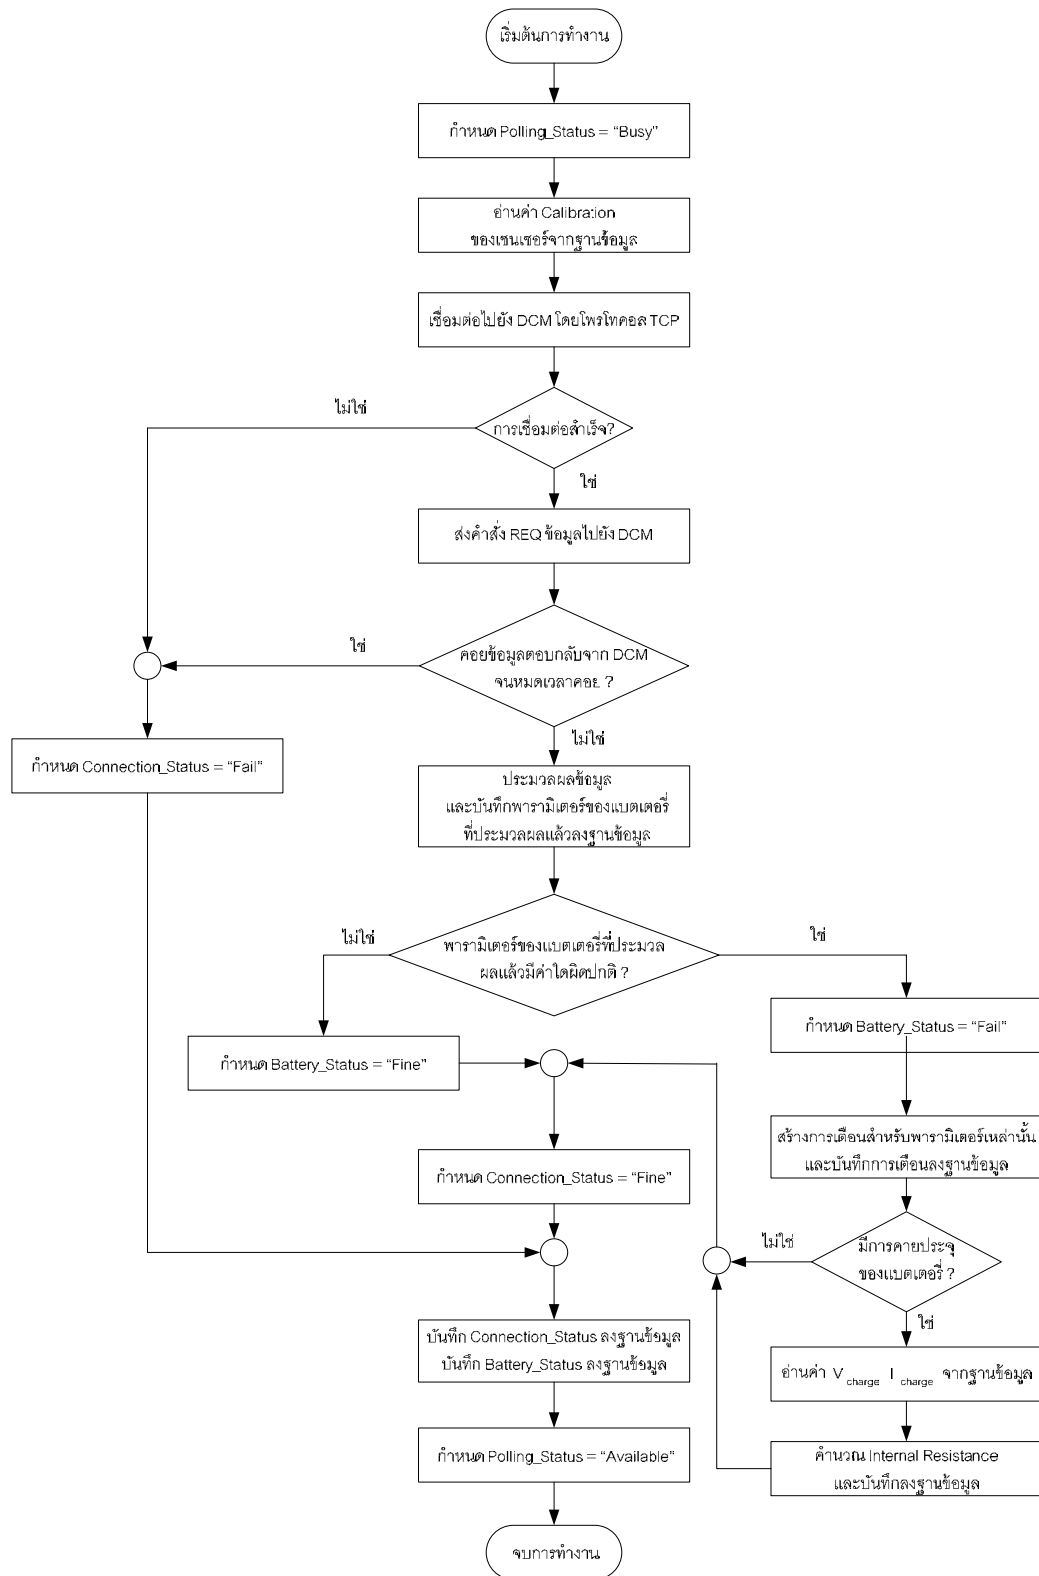 เริ่มต้นการทำงาน
กำหนด Polling_Status = “Busy”
อ่านค่า Calibration
ของเซนเซอร์จากฐานข้อมูล
เชื่อมต่อไปยัง DCM โดยโพรโทคอล TCP
ไม่ใช่
การเชื่อมต่อสำเร็จ?
ใช่
ส่งคำสั่ง REQ ข้อมูลไปยัง DCM
ใช่
คอยข้อมูลตอบกลับจาก DCM
จนหมดเวลาคอย ?
ไม่ใช่
กำหนด Connection_Status = “Fail”
ประมวลผลข้อมูล
และบันทึกพารามิเตอร์ของแบตเตอรี่
ที่ประมวลผลแล้วลงฐานข้อมูล
ไม่ใช่
พารามิเตอร์ของแบตเตอรี่ที่ประมวล
ผลแล้วมีค่าใดผิดปกติ ?
ใช่
กำหนด Battery_Status = “Fail”
กำหนด Battery_Status = “Fine”
สร้างการเตือนสำหรับพารามิเตอร์เหล่านั้น
และบันทึกการเตือนลงฐานข้อมูล
กำหนด Connection_Status = “Fine”
ไม่ใช่
มีการคายประจุ
ของแบตเตอรี่ ?
ใช่
บันทึก Connection_Status ลงฐานข้อมูล
บันทึก Battery_Status ลงฐานข้อมูล
อ่านค่า V charge I charge จากฐานข้อมูล
กำหนด Polling_Status = “Available”
คำนวณ Internal Resistance
และบันทึกลงฐานข้อมูล
จบการทำงาน